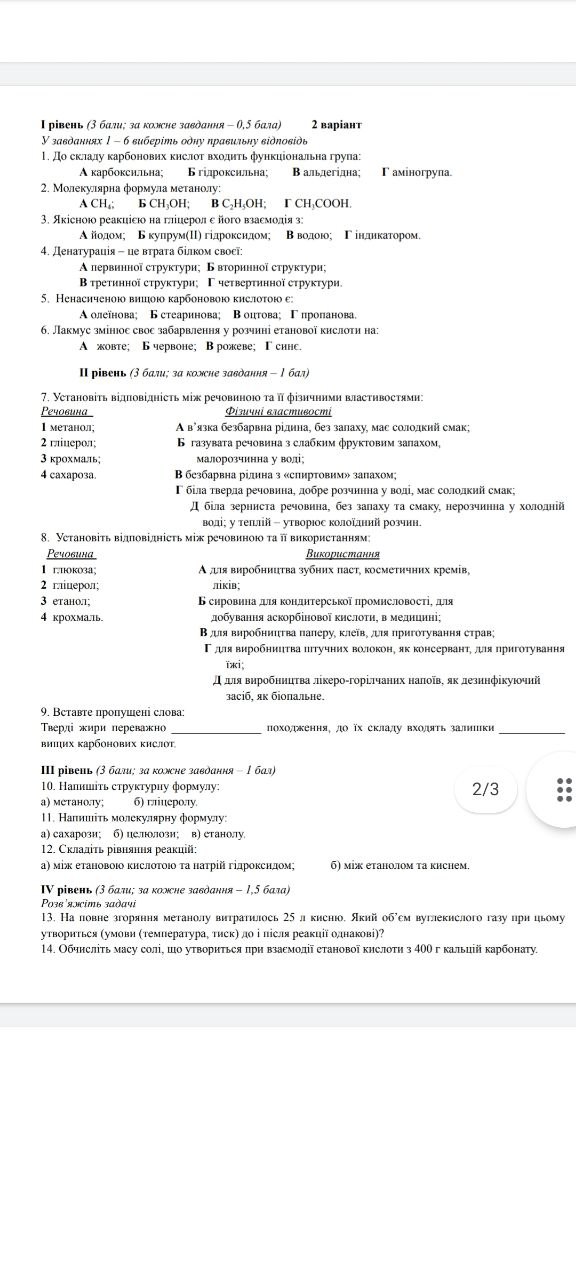 І рівень (3 бали; за кожне завдання – 0,5 бала) 2 варіант
У завданнях 1 – 6 виберіть одну правильну відповідь
1. До складу карбонових кислот входить функціональна група:
А карбоксильна; Б гідроксильна; В альдегідна; Г аміногрупа.
2. Молекулярна формула метанолу:
А CH₄; Б CH₃OH; В C₂H₅OH; Г CH₃COOH.
3. Якісною реакцією на гліцерол є його взаємодія з:
А йодом; Б купрум(ІІ) гідроксидом; В водою; Г індикатором.
4. Денатурація – це втрата білком своєї:
А первинної структури; Б вторинної структури;
В третинної структури; Г четвертинної структури.
5. Ненасиченою вищою карбоновою кислотою є:
А олеїнова; Б стеаринова; В оцтова; Г пропанова.
6. Лакмус змінює своє забарвлення у розчині етанової кислоти на:
А жовте; Б червоне; В рожеве; Г синє.
ІІ рівень (3 бали; за кожне завдання – 1 бал)
7. Установіть відповідність між речовиною та її фізичними властивостями:
Речовина Фізичні властивості
1 метанол; А в’язка безбарвна рідина, без запаху, має солодкий смак;
2 гліцерол; Б газувата речовина з слабким фруктовим запахом,
3 крохмаль; малорозчинна у воді;
4 сахароза. В безбарвна рідина з «спиртовим» запахом;
Г біла тверда речовина, добре розчинна у воді, має солодкий смак;
Д біла зерниста речовина, без запаху та смаку, нерозчинна у холодній
воді; у теплій – утворює колоїдний розчин.
8. Установіть відповідність між речовиною та її використанням:
Речовина Використання
1 глюкоза; А для виробництва зубних паст, косметичних кремів,
2 гліцерол; ліків;
3 етанол; Б сировина для кондитерської промисловості, для
4 крохмаль. добування аскорбінової кислоти, в медицині;
В для виробництва паперу, клеїв, для приготування страв;
Г для виробництва штучних волокон, як консервант, для приготування
їжі;
Д для виробництва лікеро-горілчаних напоїв, як дезинфікуючий
засіб, як біопальне.
9. Вставте пропущені слова:
Тверді жири переважно ______________ походження, до їх складу входять залишки __________
вищих карбонових кислот.
ІІІ рівень (3 бали; за кожне завдання – 1 бал)
10. Напишіть структурну формулу:
а) метанолу; б) гліцеролу.
2/3
11. Напишіть молекулярну формулу:
а) сахарози; б) целюлози; в) етанолу.
12. Складіть рівняння реакцій:
а) між етановою кислотою та натрій гідроксидом; б) між етанолом та киснем.
ІV рівень (3 бали; за кожне завдання – 1,5 бала)
Розв’яжіть задачі
13. На повне згоряння метанолу витратилось 25 л кисню. Який об’єм вуглекислого газу при цьому
утвориться (умови (температура, тиск) до і після реакції однакові)?
14. Обчисліть масу солі, що утвориться при взаємодії етанової кислоти з 400 г кальцій карбонату.